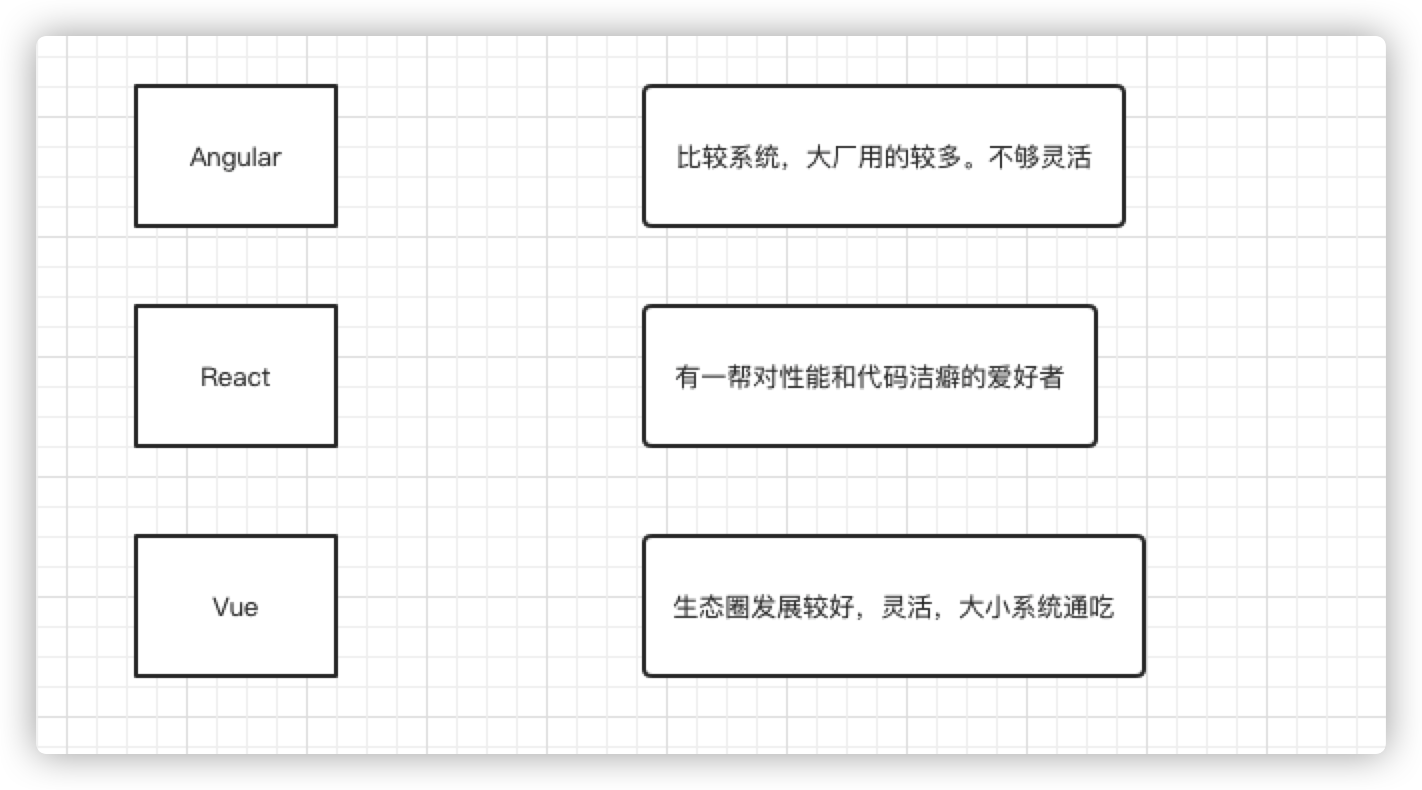 Angular
比较系统，大厂用的较多。不够灵活
React
有一帮对性能和代码洁癖的爱好者
Vue
生态圈发展较好，灵活，大小系统通吃